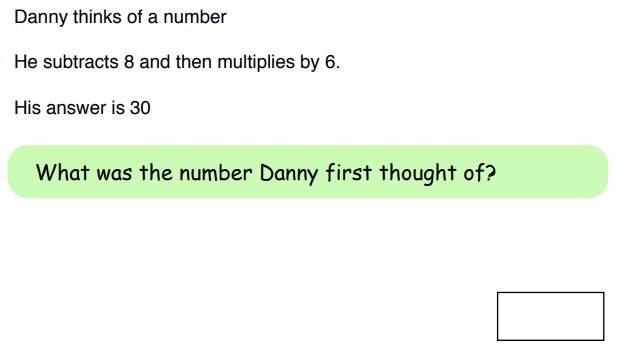 Danny thinks of a number
He subtracts 8 and then multiplies by 6.
His answer is 30
What was the number Danny first thought of?